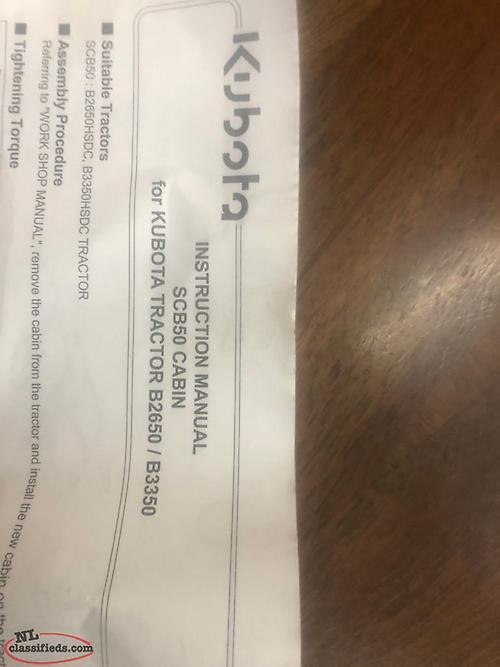 Kubota
INSTRUCTION MANUAL
SCB50 CABIN
for KUBOTA TRACTOR B2650 / B3350
■ Suitable Tractors
SCB50 : B2650HSDC, B3350HSDC TRACTOR
■ Assembly Procedure
Referring to "WORK SHOP MANUAL", remove the cabin from the tractor and install the new cabin on the
■ Tightening Torque
NL
classifieds.com